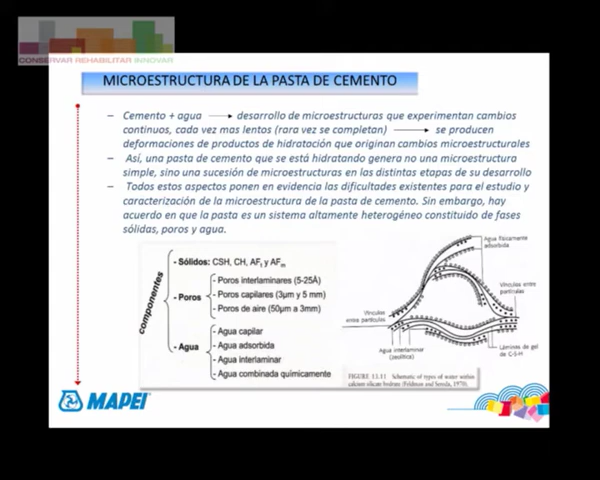 CONSERVAR REHABILITAR INNOVAR
MICROESTRUCTURA DE LA PASTA DE CEMENTO
– Cemento + agua → desarrollo de microestructuras que experimentan cambios
continuos, cada vez mas lentos (rara vez se completan) → se producen
deformaciones de productos de hidratación que originan cambios microestructurales
– Así, una pasta de cemento que se está hidratando genera no una microestructura
simple, sino una sucesión de microestructuras en las distintas etapas de su desarrollo
– Todos estos aspectos ponen en evidencia las dificultades existentes para el estudio y
caracterización de la microestructura de la pasta de cemento. Sin embargo, hay
acuerdo en que la pasta es un sistema altamente heterogéneo constituido de fases
sólidas, poros y agua.
componentes
- Sólidos: CSH, CH, AFt y AFm
- Poros
- Poros interlaminares (5-25Å)
- Poros capilares (3μm y 5 mm)
- Poros de aire (50μm a 3mm)
- Agua
- Agua capilar
- Agua adsorbida
- Agua interlaminar
- Agua combinada químicamente
Agua físicamente
adsorbida
Vínculos entre
partículas
Vínculos
entre partículas
Agua interlaminar
(zeolítica)
Láminas de gel
de C-S-H
FIGURE 13.11 Schematic of types of water within
calcium silicate hydrate (Feldman and Sereda, 1970).
MAPEI